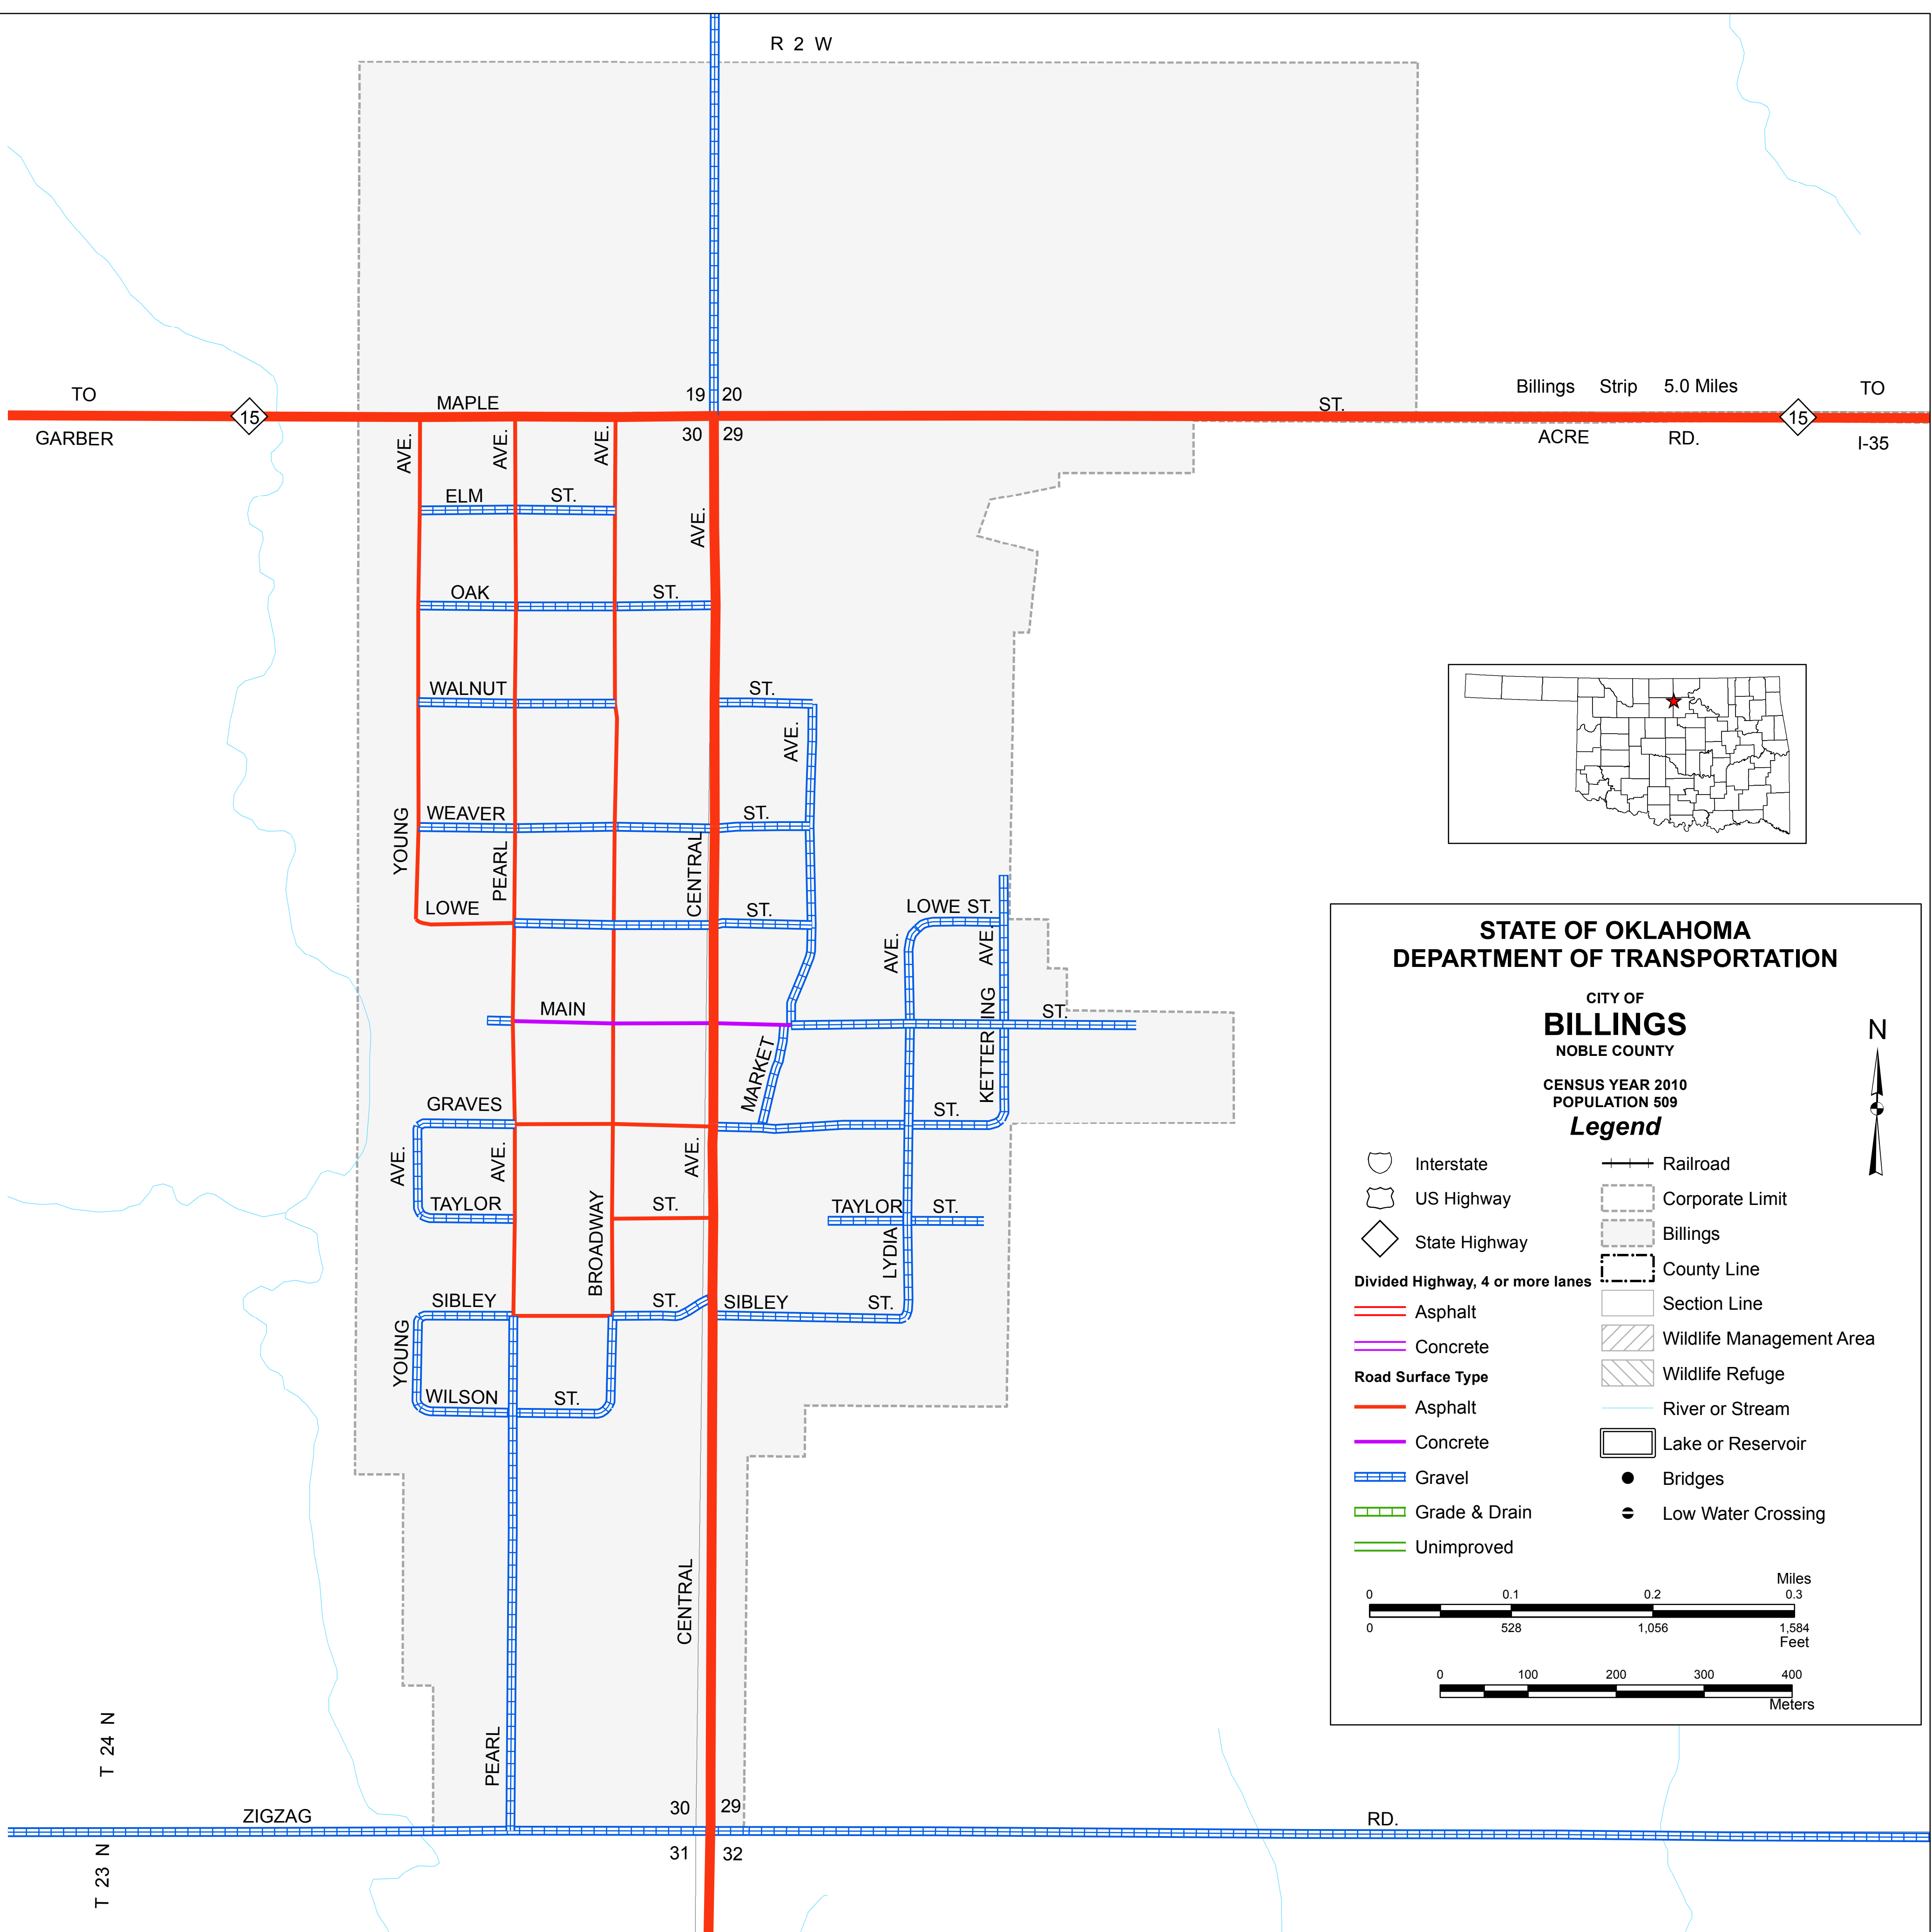 R 2 W
TO
GARBER
15
MAPLE
19
20
30
29
ST.
Billings Strip 5.0 Miles
ACRE RD.
15
TO
I-35
AVE.
AVE.
AVE.
AVE.
ELM ST.
OAK ST.
WALNUT ST.
AVE.
YOUNG
WEAVER ST.
PEARL
CENTRAL
LOWE ST.
LOWE ST.
AVE.
AVE.
MAIN ST.
KETTERING
MARKET
GRAVES ST.
AVE.
AVE.
AVE.
TAYLOR ST.
TAYLOR ST.
BROADWAY
LYDIA
SIBLEY ST.
SIBLEY ST.
YOUNG
WILSON ST.
CENTRAL
PEARL
T 24 N
ZIGZAG RD.
30
29
31
32
T 23 N
STATE OF OKLAHOMA
DEPARTMENT OF TRANSPORTATION
CITY OF
BILLINGS
NOBLE COUNTY
N
CENSUS YEAR 2010
POPULATION 509
Legend
Interstate
US Highway
State Highway
Divided Highway, 4 or more lanes
Asphalt
Concrete
Road Surface Type
Asphalt
Concrete
Gravel
Grade & Drain
Unimproved
Railroad
Corporate Limit
Billings
County Line
Section Line
Wildlife Management Area
Wildlife Refuge
River or Stream
Lake or Reservoir
Bridges
Low Water Crossing
Miles
0 0.1 0.2 0.3
0 528 1,056 1,584
Feet
0 100 200 300 400
Meters